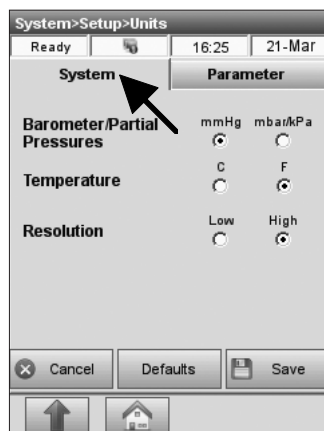 System>Setup>Units
Ready 16:25 21-Mar
System Parameter
Barometer/Partial Pressures mmHg mbar/kPa
Temperature C F
Resolution Low High
Cancel Defaults Save